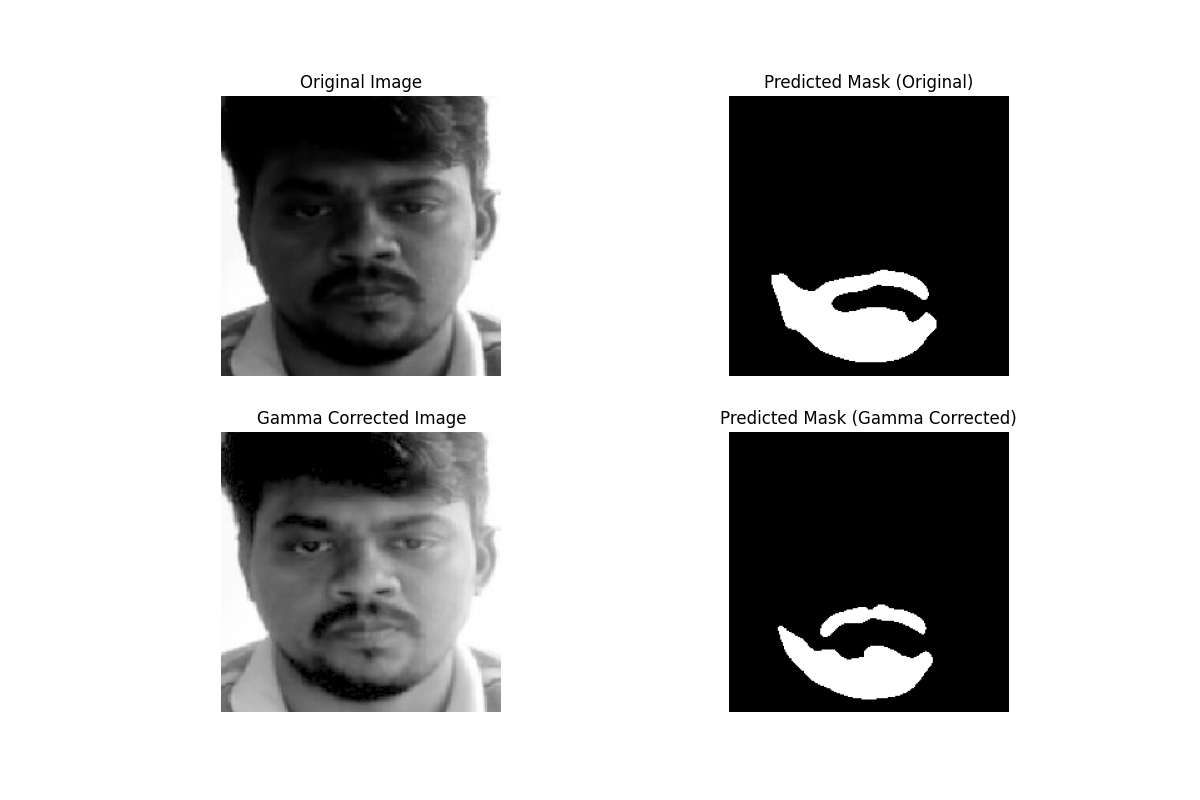 Original Image
Predicted Mask (Original)
Gamma Corrected Image
Predicted Mask (Gamma Corrected)